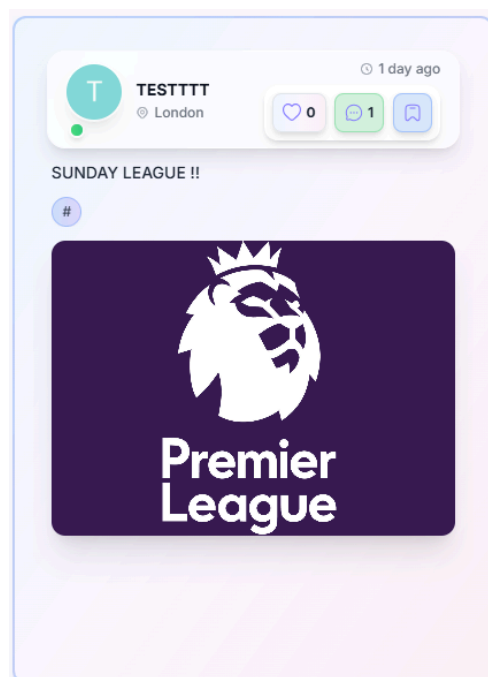 T
TESTTTT
London
1 day ago
0
1
SUNDAY LEAGUE !!
#
Premier
League